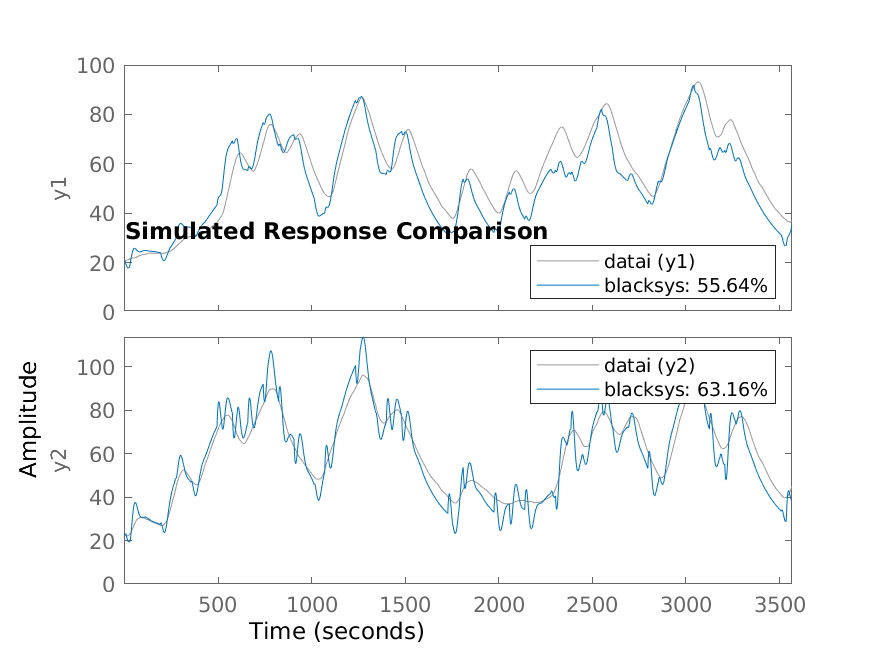 100
80
60
40
20
0
y1
Simulated Response Comparison
datai (y1)
blacksys: 55.64%
100
80
60
40
20
0
Amplitude
y2
datai (y2)
blacksys: 63.16%
500 1000 1500 2000 2500 3000 3500
Time (seconds)